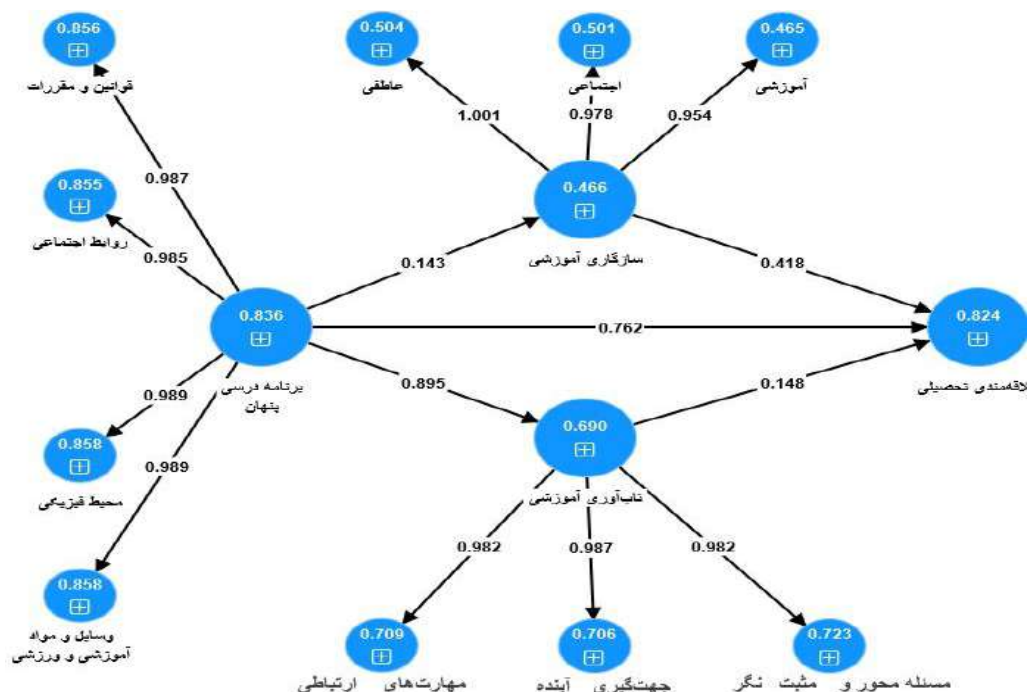 0.856
قوانین و مقررات
0.504
عاطفی
0.501
اجتماعی
0.465
آموزشی
1.001
0.978
0.954
0.987
0.855
روابط اجتماعی
0.985
0.466
سازگاری آموزشی
0.143
0.418
0.836
برنامه درسی
پنهان
0.762
0.824
لاقه‌مندی تحصیلی
0.895
0.148
0.989
0.858
محیط فیزیکی
0.989
0.690
تاب‌آوری آموزشی
0.982
0.987
0.982
0.858
وسایل و مواد
آموزشی و ورزشی
0.709
مهارت‌های ارتباطی
0.706
جهت‌گیری آینده
0.723
مسئله محور و مثبت نگر